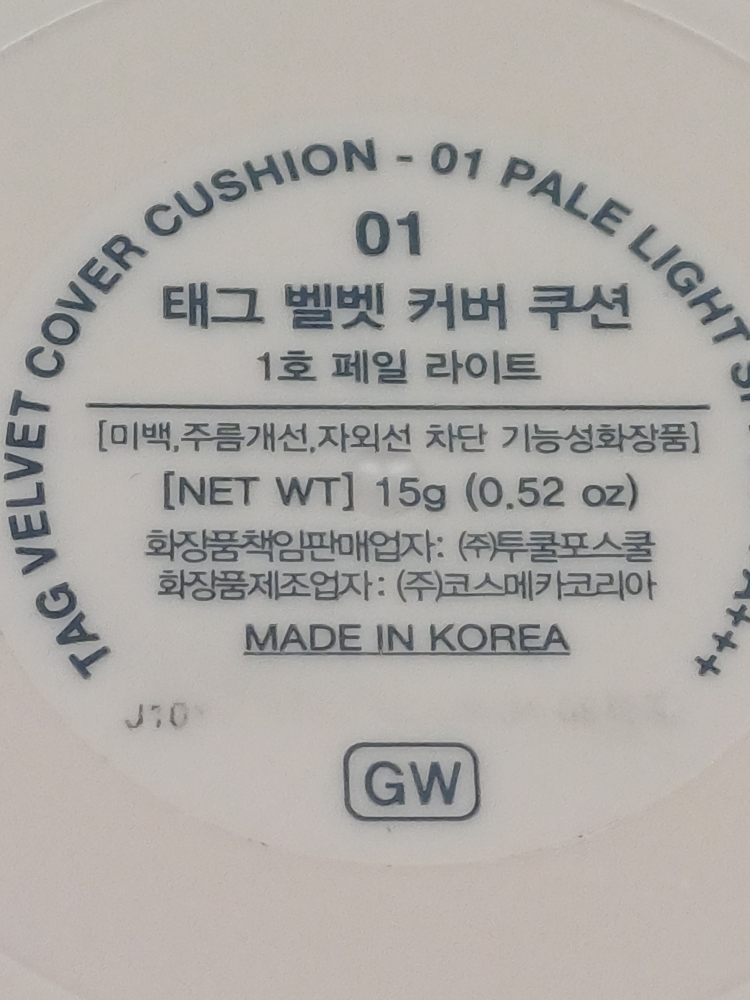 TAG VELVET COVER CUSHION - 01 PALE LIGHT
01
태그 벨벳 커버 쿠션
1호 페일 라이트
[미백,주름개선,자외선 차단 기능성화장품]
[NET WT] 15g (0.52 oz)
화장품책임판매업자: (주)투쿨포스쿨
화장품제조업자: (주)코스메카코리아
MADE IN KOREA
GW